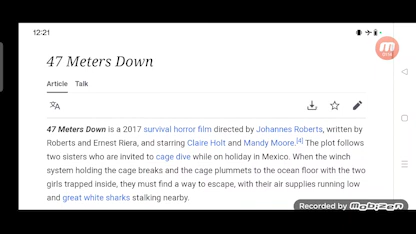 12:21
47 Meters Down
Article Talk
47 Meters Down is a 2017 survival horror film directed by Johannes Roberts, written by
Roberts and Ernest Riera, and starring Claire Holt and Mandy Moore.[4] The plot follows
two sisters who are invited to cage dive while on holiday in Mexico. When the winch
system holding the cage breaks and the cage plummets to the ocean floor with the two
girls trapped inside, they must find a way to escape, with their air supplies running low
and great white sharks stalking nearby.
Recorded by Mobizen